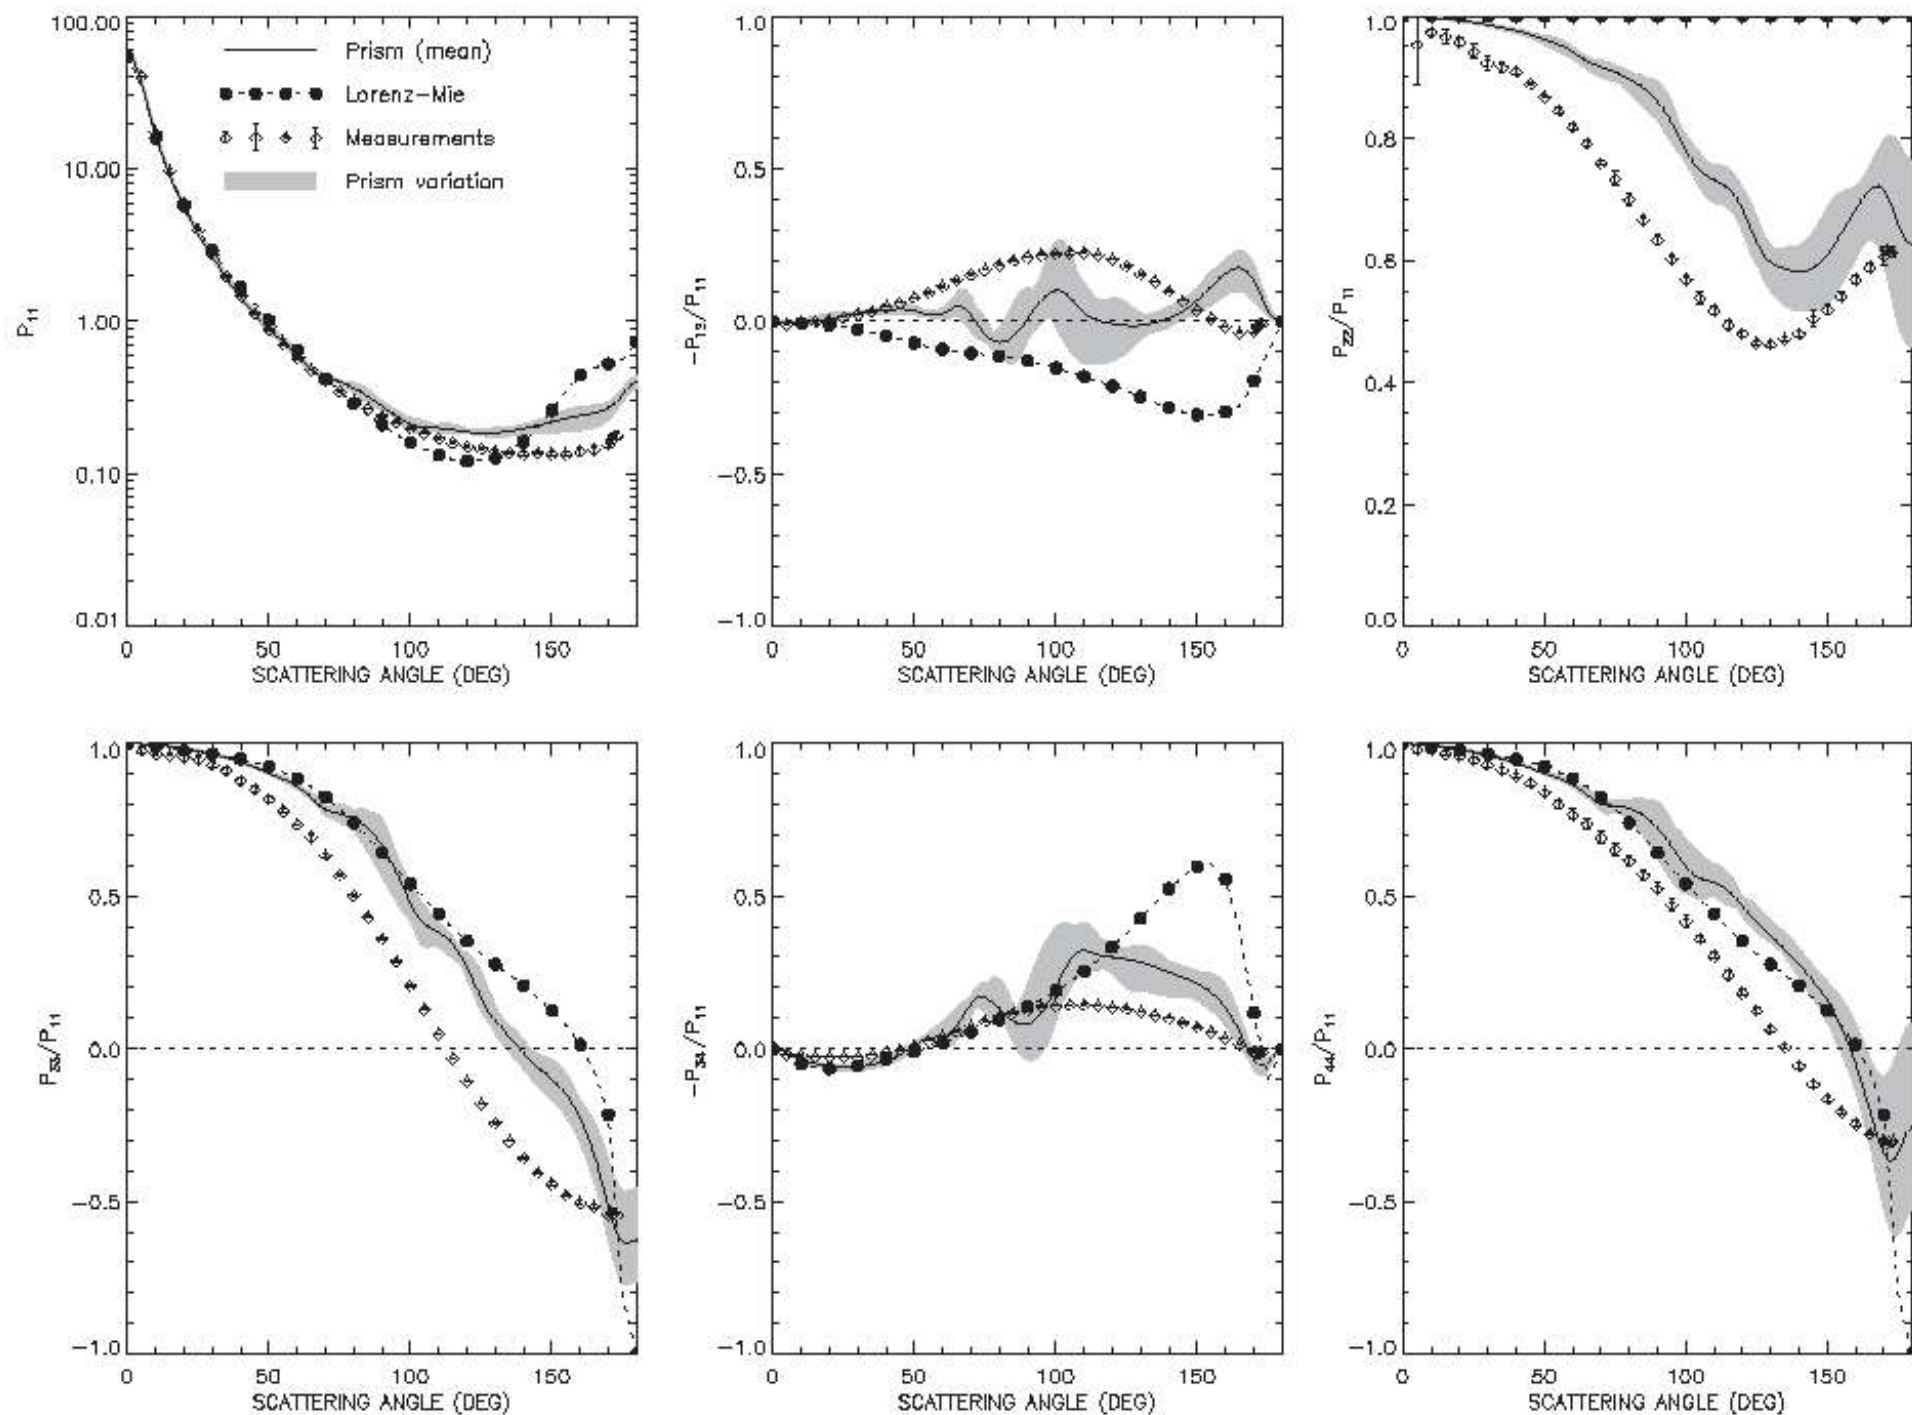 100.00
10.00
1.00
0.10
0.01
P11
Prism (mean)
Lorenz-Mie
Measurements
Prism variation
0 50 100 150
SCATTERING ANGLE (DEG)
1.0
0.5
0.0
-0.5
-1.0
-P12/P11
0 50 100 150
SCATTERING ANGLE (DEG)
1.0
0.8
0.6
0.4
0.2
0.0
P22/P11
0 50 100 150
SCATTERING ANGLE (DEG)
1.0
0.5
0.0
-0.5
-1.0
P33/P11
0 50 100 150
SCATTERING ANGLE (DEG)
1.0
0.5
0.0
-0.5
-1.0
-P34/P11
0 50 100 150
SCATTERING ANGLE (DEG)
1.0
0.5
0.0
-0.5
-1.0
P44/P11
0 50 100 150
SCATTERING ANGLE (DEG)